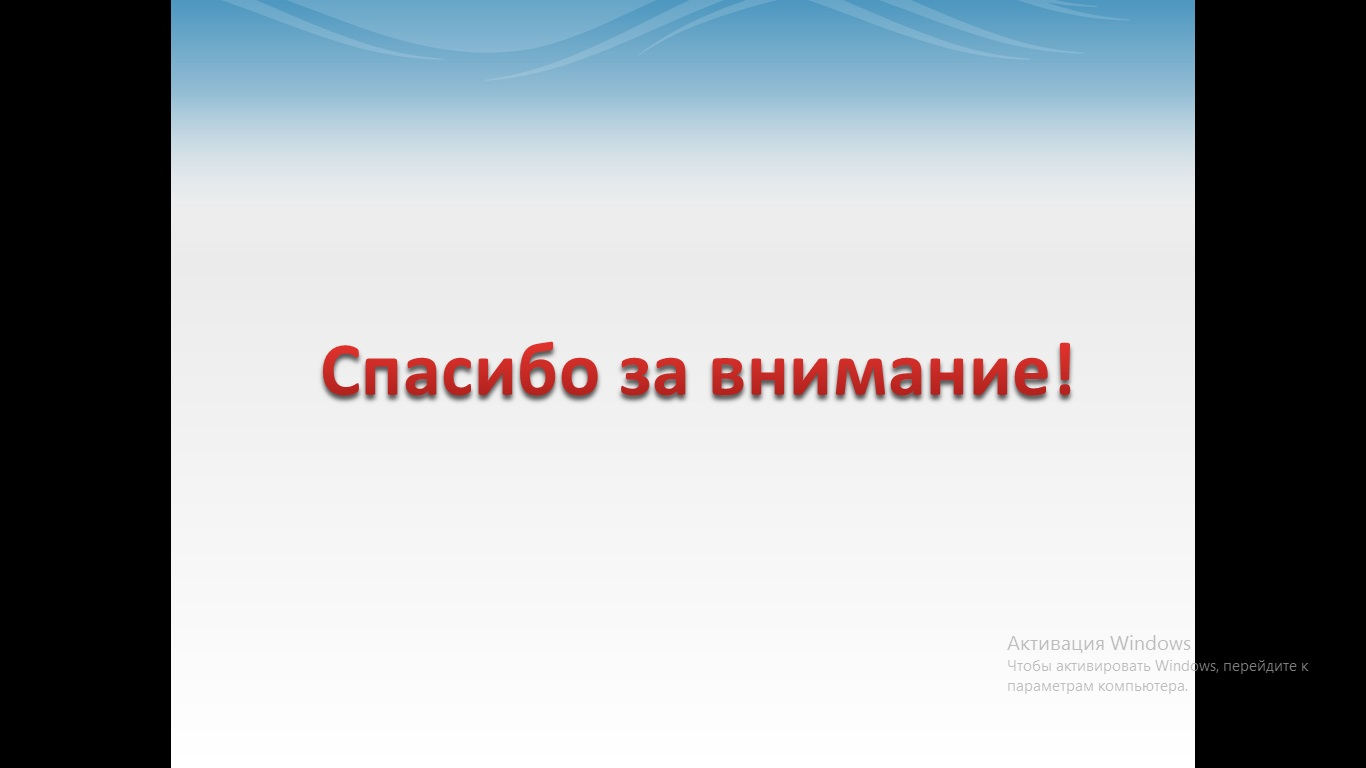 Спасибо за внимание!
Активация Windows
Чтобы активировать Windows, перейдите к
параметрам компьютера.